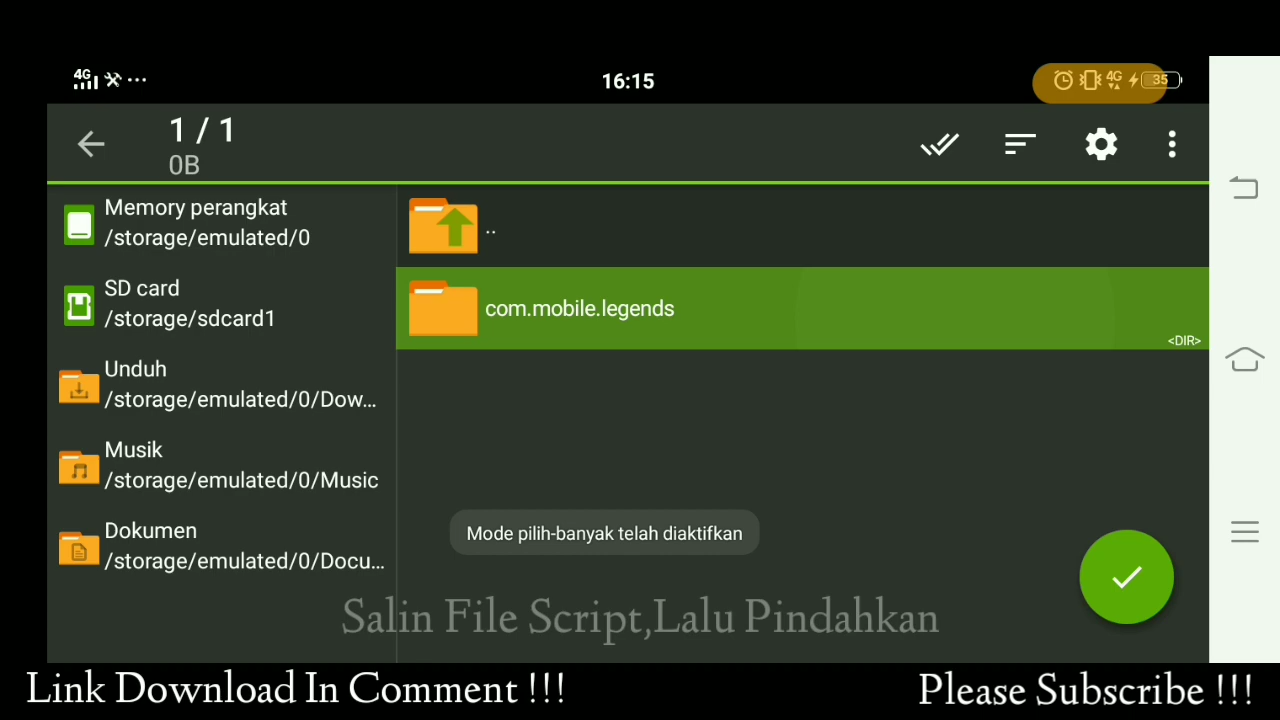 4G
16:15
4G
35
1 / 1
0B
Memory perangkat
/storage/emulated/0
SD card
/storage/sdcard1
Unduh
/storage/emulated/0/Dow...
Musik
/storage/emulated/0/Music
Dokumen
/storage/emulated/0/Docu...
..
com.mobile.legends
<DIR>
Mode pilih-banyak telah diaktifkan
Salin File Script,Lalu Pindahkan
Link Download In Comment !!!
Please Subscribe !!!